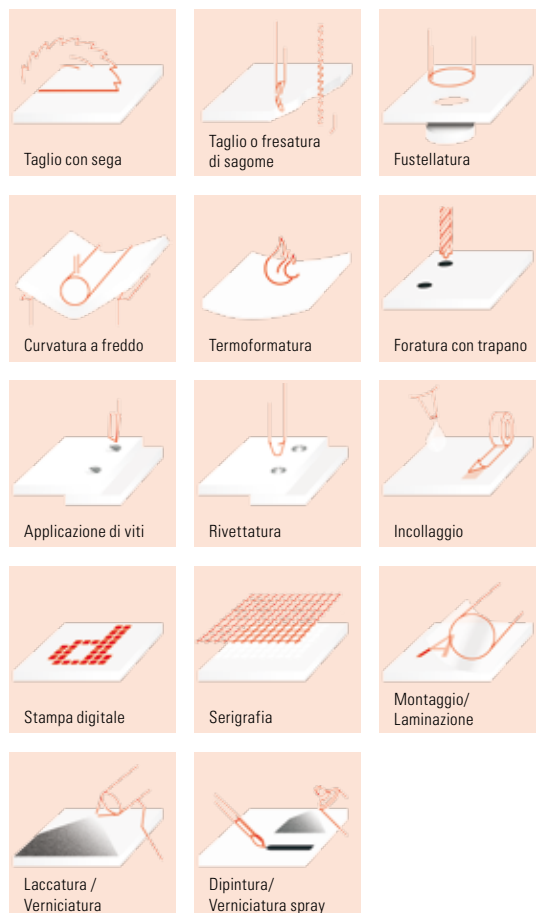 Taglio con sega
Taglio o fresatura
di sagome
Fustellatura
Curvatura a freddo
Termoformatura
Foratura con trapano
Applicazione di viti
Rivettatura
Incollaggio
Stampa digitale
Serigrafia
Montaggio/
Laminazione
Laccatura /
Verniciatura
Dipintura/
Verniciatura spray